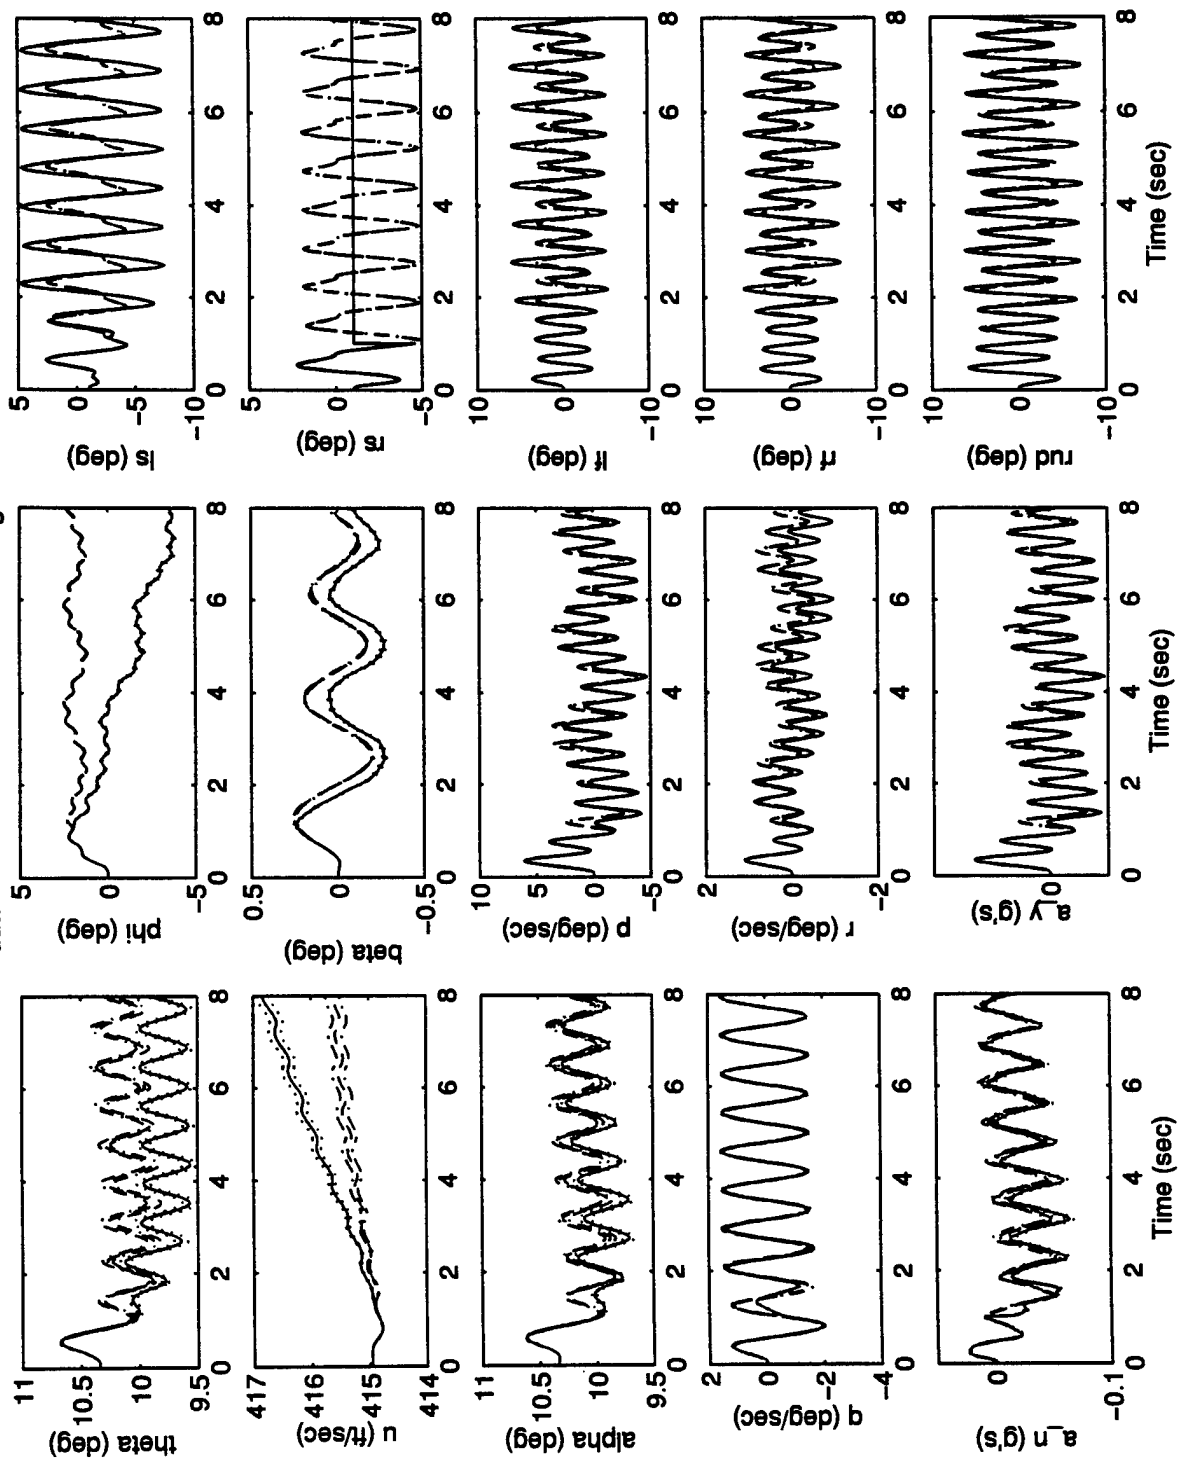 theta (deg)
11
10.5
10
9.5
0 2 4 6 8
phi (deg)
5
0
-5
0 2 4 6 8
ls (deg)
5
0
-5
-10
0 2 4 6 8
u (ft/sec)
417
416
415
414
0 2 4 6 8
beta (deg)
0.5
0
-0.5
0 2 4 6 8
rs (deg)
5
0
-5
0 2 4 6 8
alpha (deg)
11
10.5
10
9.5
0 2 4 6 8
p (deg/sec)
10
5
0
-5
0 2 4 6 8
lf (deg)
10
0
-10
0 2 4 6 8
q (deg/sec)
2
0
-2
-4
0 2 4 6 8
r (deg/sec)
2
0
-2
0 2 4 6 8
rf (deg)
10
0
-10
0 2 4 6 8
a_n (g's)
0
-0.1
0 2 4 6 8
Time (sec)
a_y (g's)
0
0 2 4 6 8
Time (sec)
rud (deg)
10
0
-10
0 2 4 6 8
Time (sec)